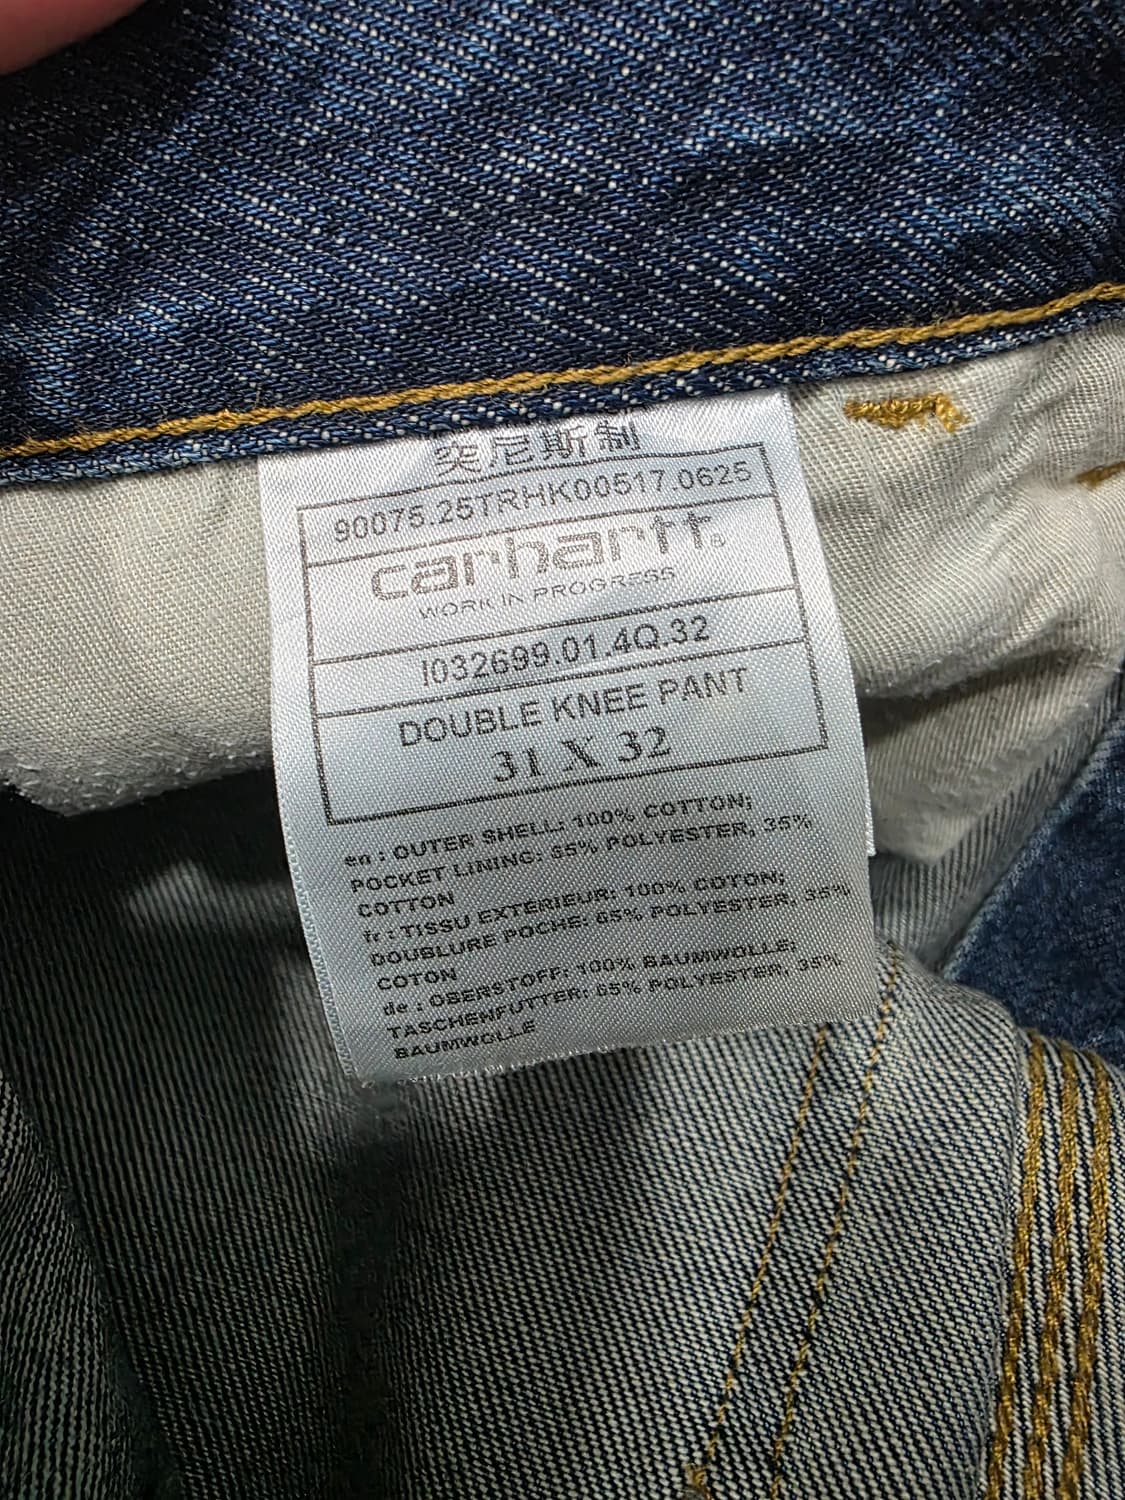 突尼斯制
90075.25TRHK00517.0625
carhartt®
WORK IN PROGRESS
I032699.01.4Q.32
DOUBLE KNEE PANT
31 X 32
en : OUTER SHELL: 100% COTTON;
POCKET LINING: 65% POLYESTER, 35%
COTTON
fr : TISSU EXTERIEUR: 100% COTON;
DOUBLURE POCHE: 65% POLYESTER, 35%
COTON
de : OBERSTOFF: 100% BAUMWOLLE;
TASCHENFUTTER: 65% POLYESTER, 35%
BAUMWOLLE